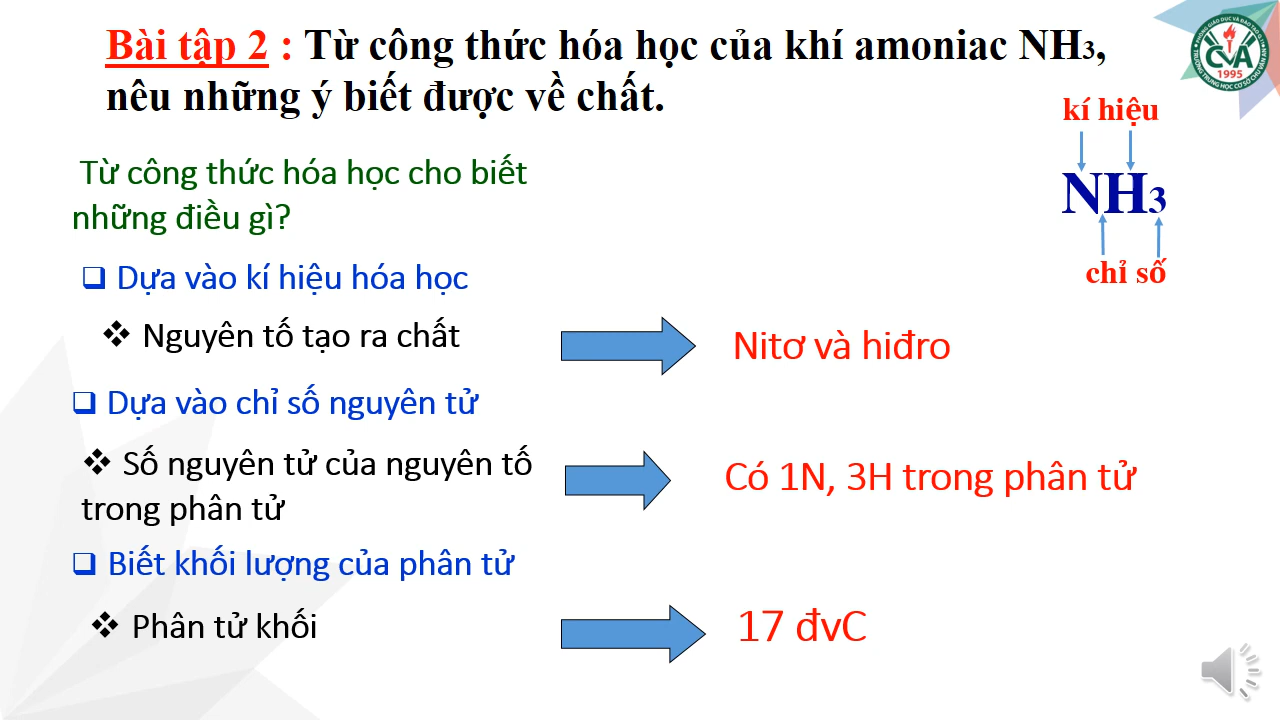 Bài tập 2 : Từ công thức hóa học của khí amoniac NH3,
nêu những ý biết được về chất.
CVA
1995
kí hiệu
NH3
chỉ số
Từ công thức hóa học cho biết
những điều gì?
Dựa vào kí hiệu hóa học
Nguyên tố tạo ra chất
Nitơ và hiđro
Dựa vào chỉ số nguyên tử
Số nguyên tử của nguyên tố
trong phân tử
Có 1N, 3H trong phân tử
Biết khối lượng của phân tử
Phân tử khối
17 đvC